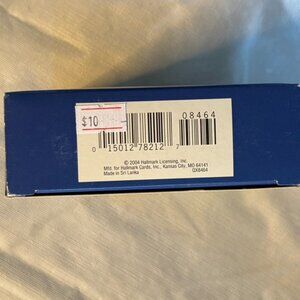 $10
08464
0 15012 78212 7
© 2004 Hallmark Licensing, Inc.
Mfd. for Hallmark Cards, Inc., Kansas City, MO 64141
Made in Sri Lanka
QX8464